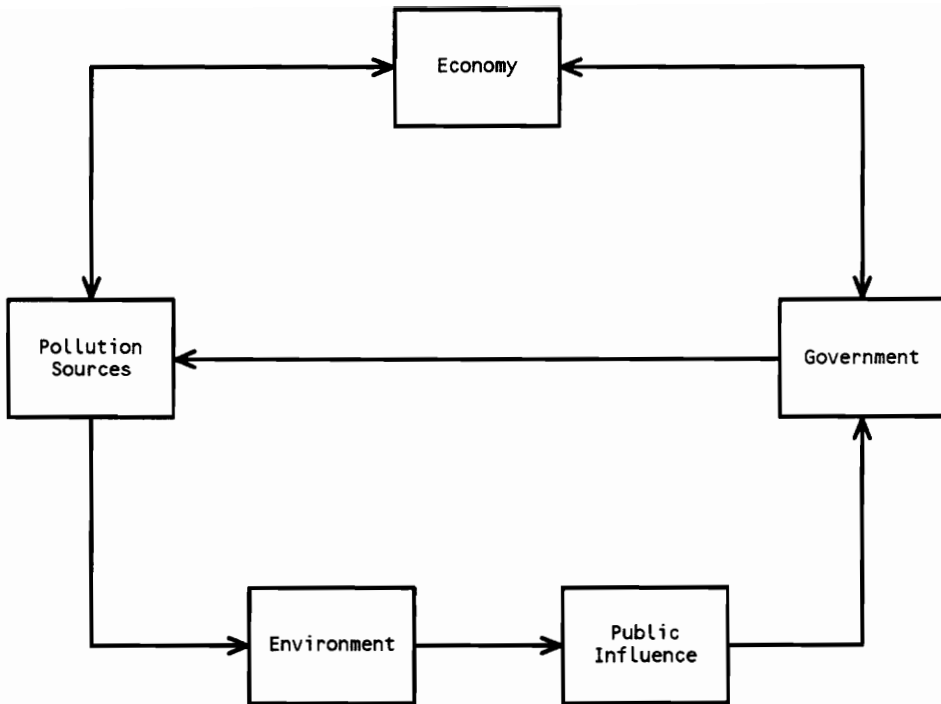 Economy
Pollution
Sources
Government
Environment
Public
Influence